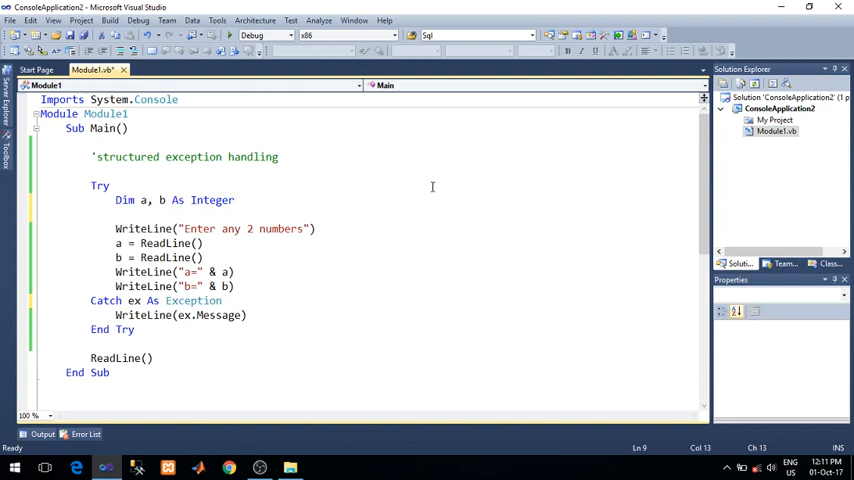 ConsoleApplication2 - Microsoft Visual Studio
File Edit View Project Build Debug Team Data Tools Architecture Test Analyze Window Help
Debug x86 Sql
Start Page Module1.vb*
Module1 Main
Imports System.Console
Module Module1
Sub Main()
'structured exception handling
Try
Dim a, b As Integer
WriteLine("Enter any 2 numbers")
a = ReadLine()
b = ReadLine()
WriteLine("a=" & a)
WriteLine("b=" & b)
Catch ex As Exception
WriteLine(ex.Message)
End Try
ReadLine()
End Sub
100 %
Server Explorer
Toolbox
Solution Explorer
Solution 'ConsoleApplication2' (1 p
ConsoleApplication2
My Project
Module1.vb
Soluti... Team... Class...
Properties
Output Error List
Ready Ln 9 Col 13 Ch 13 INS
ENG 12:11 PM
US 01-Oct-17